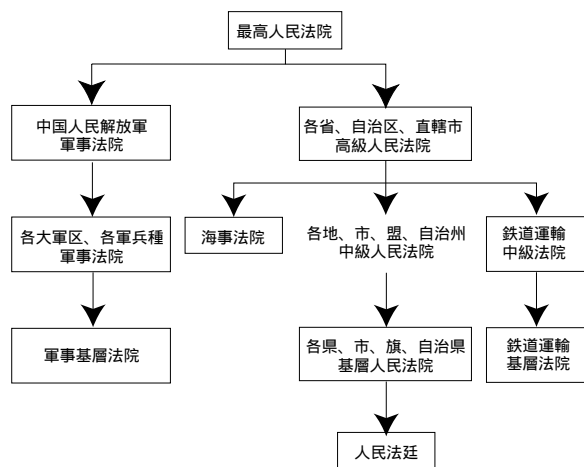 最高人民法院
中国人民解放軍
軍事法院
各省、自治区、直轄市
高級人民法院
各大軍区、各軍兵種
軍事法院
海事法院
各地、市、盟、自治州
中級人民法院
鉄道運輸
中級法院
軍事基層法院
各県、市、旗、自治県
基層人民法院
鉄道運輸
基層法院
人民法廷